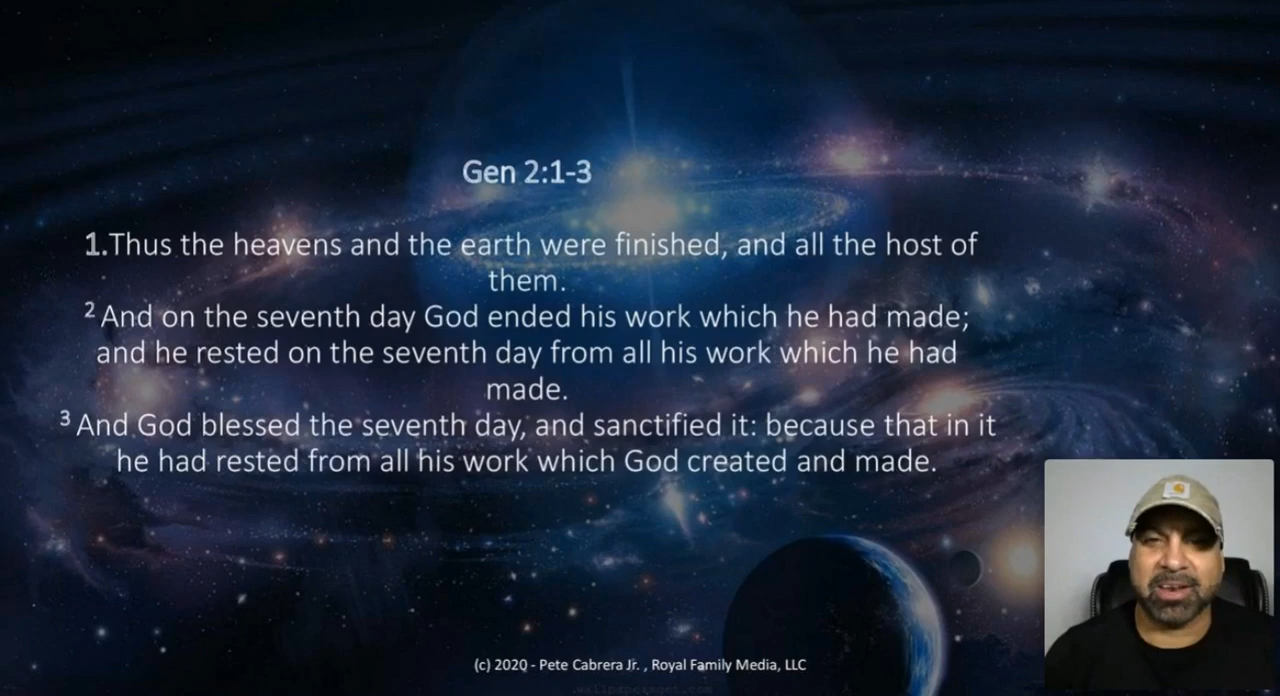 Gen 2:1-3
1.Thus the heavens and the earth were finished, and all the host of
them.
2 And on the seventh day God ended his work which he had made;
and he rested on the seventh day from all his work which he had
made.
3 And God blessed the seventh day, and sanctified it: because that in it
he had rested from all his work which God created and made.
(c) 2020 - Pete Cabrera Jr. , Royal Family Media, LLC